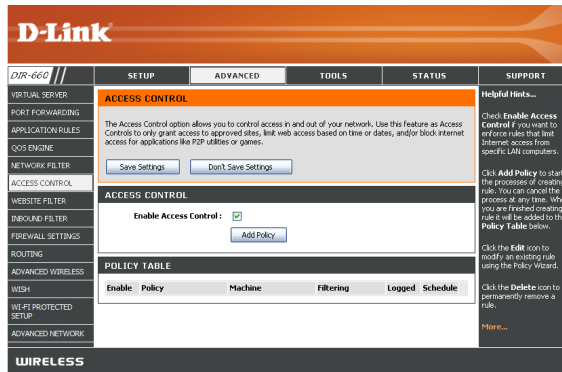 D-Link
DIR-660
SETUP
ADVANCED
TOOLS
STATUS
SUPPORT
VIRTUAL SERVER
PORT FORWARDING
APPLICATION RULES
QOS ENGINE
NETWORK FILTER
ACCESS CONTROL
WEBSITE FILTER
INBOUND FILTER
FIREWALL SETTINGS
ROUTING
ADVANCED WIRELESS
WISH
WI-FI PROTECTED
SETUP
ADVANCED NETWORK
ACCESS CONTROL
The Access Control option allows you to control access in and out of your network. Use this feature as Access
Controls to only grant access to approved sites, limit web access based on time or dates, and/or block internet
access for applications like P2P utilities or games.
Save Settings
Don't Save Settings
ACCESS CONTROL
Enable Access Control :
Add Policy
POLICY TABLE
Enable Policy Machine Filtering Logged Schedule
Helpful Hints...
Check Enable Access
Control if you want to
enforce rules that limit
Internet access from
specific LAN computers.
Click Add Policy to start
the processes of creating
rule. You can cancel the
process at any time. Whe
you are finished creating
rule it will be added to th
Policy Table below.
Click the Edit icon to
modify an existing rule
using the Policy Wizard.
Click the Delete icon to
permanently remove a
rule.
More...
WIRELESS